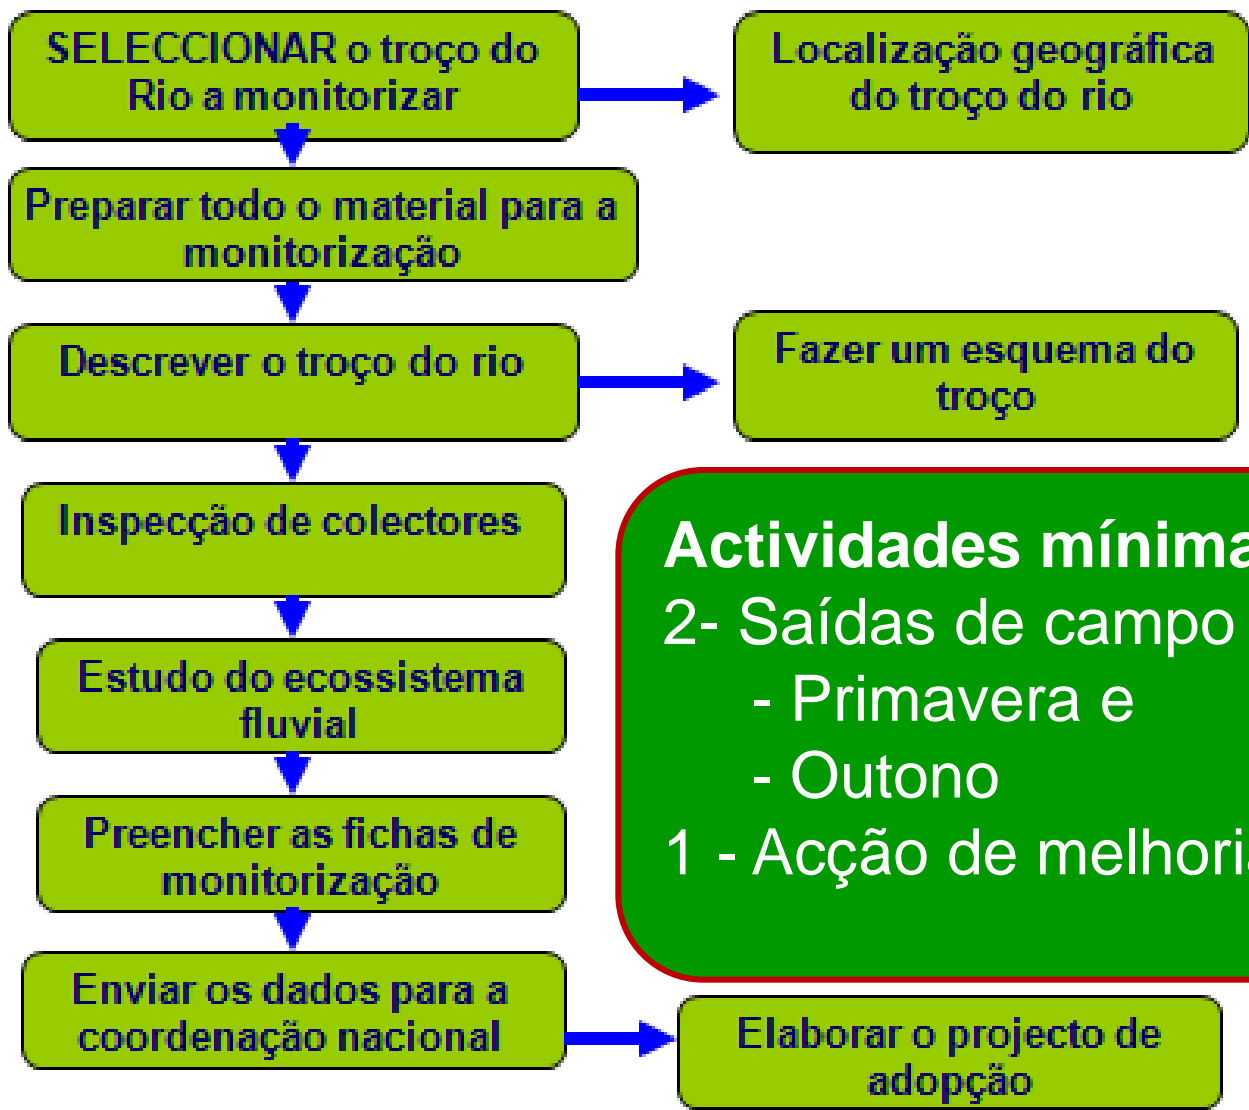 SELECCIONAR o troço do
Rio a monitorizar
Localização geográfica
do troço do rio
Preparar todo o material para a
monitorização
Descrever o troço do rio
Fazer um esquema do
troço
Inspecção de colectores
Actividades mínima
2- Saídas de campo
- Primavera e
- Outono
1 - Acção de melhoria
Estudo do ecossistema
fluvial
Preencher as fichas de
monitorização
Enviar os dados para a
coordenação nacional
Elaborar o projecto de
adopção